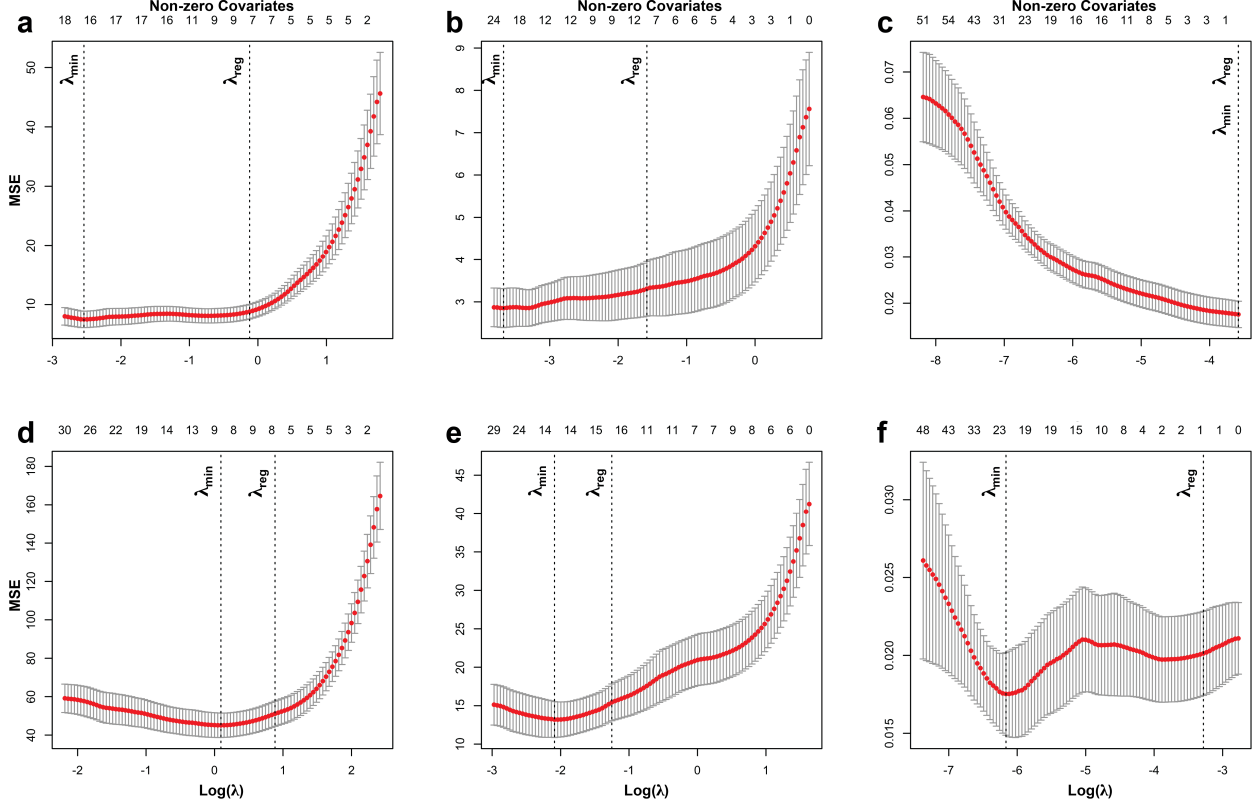 Non-zero Covariates
Non-zero Covariates
Non-zero Covariates
a
18 16 16 17 17 16 11 9 7 7 5 5 5 5 2
λmin
λreg
50
40
30
20
10
MSE
-3 -2 -1 0 1
b
24 18 12 12 9 9 12 7 6 6 5 4 3 3 1 0
λmin
λreg
9
8
7
6
5
4
3
-3 -2 -1 0
c
51 54 43 31 23 19 16 16 11 8 5 3 3 1
λreg
λmin
0.07
0.06
0.05
0.04
0.03
0.02
-8 -7 -6 -5 -4
d
30 26 22 19 14 13 9 8 9 8 5 5 5 3 2
λmin
λreg
180
160
140
120
100
80
60
40
MSE
-2 -1 0 1 2
Log(λ)
e
29 24 14 14 15 16 11 11 7 7 9 8 6 6 0
λmin
λreg
45
40
35
30
25
20
15
10
-3 -2 -1 0 1
Log(λ)
f
48 43 33 23 19 19 15 10 8 4 2 2 1 1 0
λmin
λreg
0.030
0.025
0.020
0.015
-7 -6 -5 -4 -3
Log(λ)